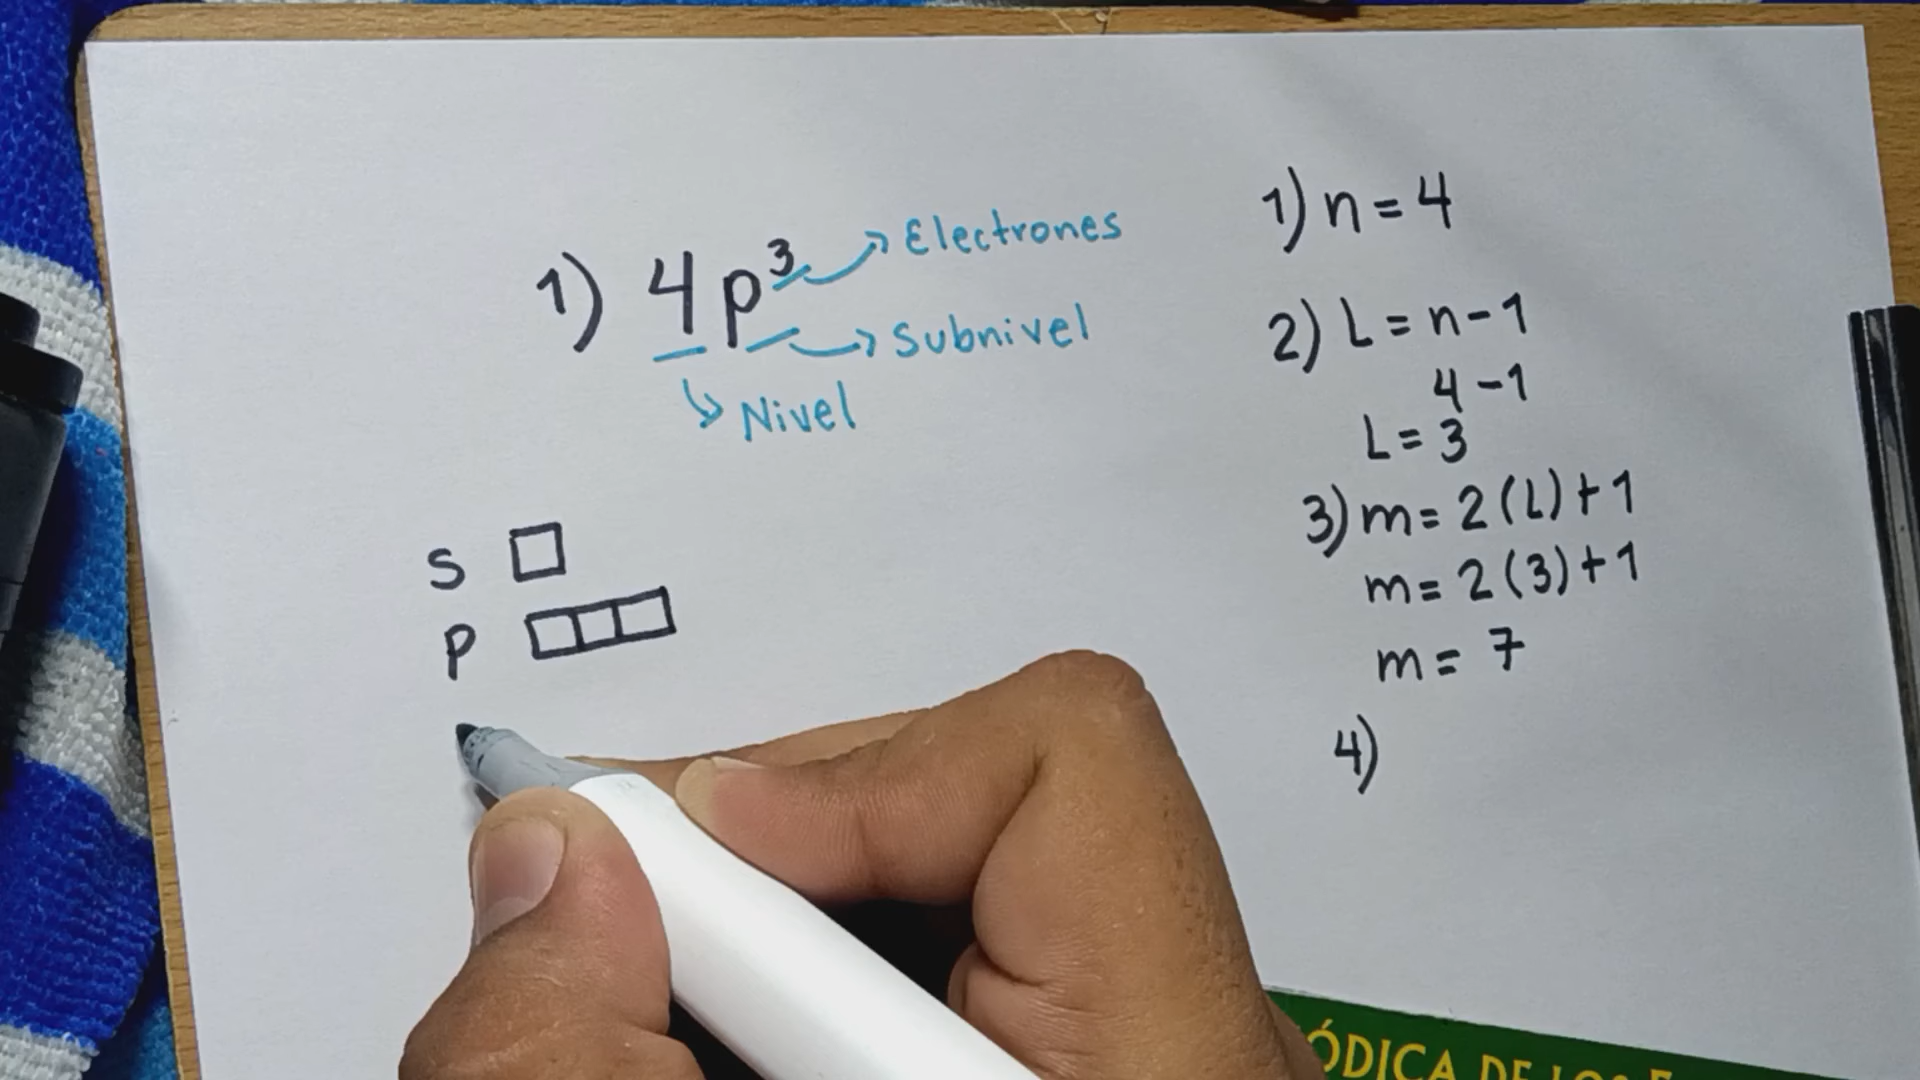 1) 4p³
Electrones
Subnivel
Nivel
S
P
1) n = 4
2) L = n - 1
4 - 1
L = 3
3) m = 2(L) + 1
m = 2(3) + 1
m = 7
4)
ÓDICA DE LOS E